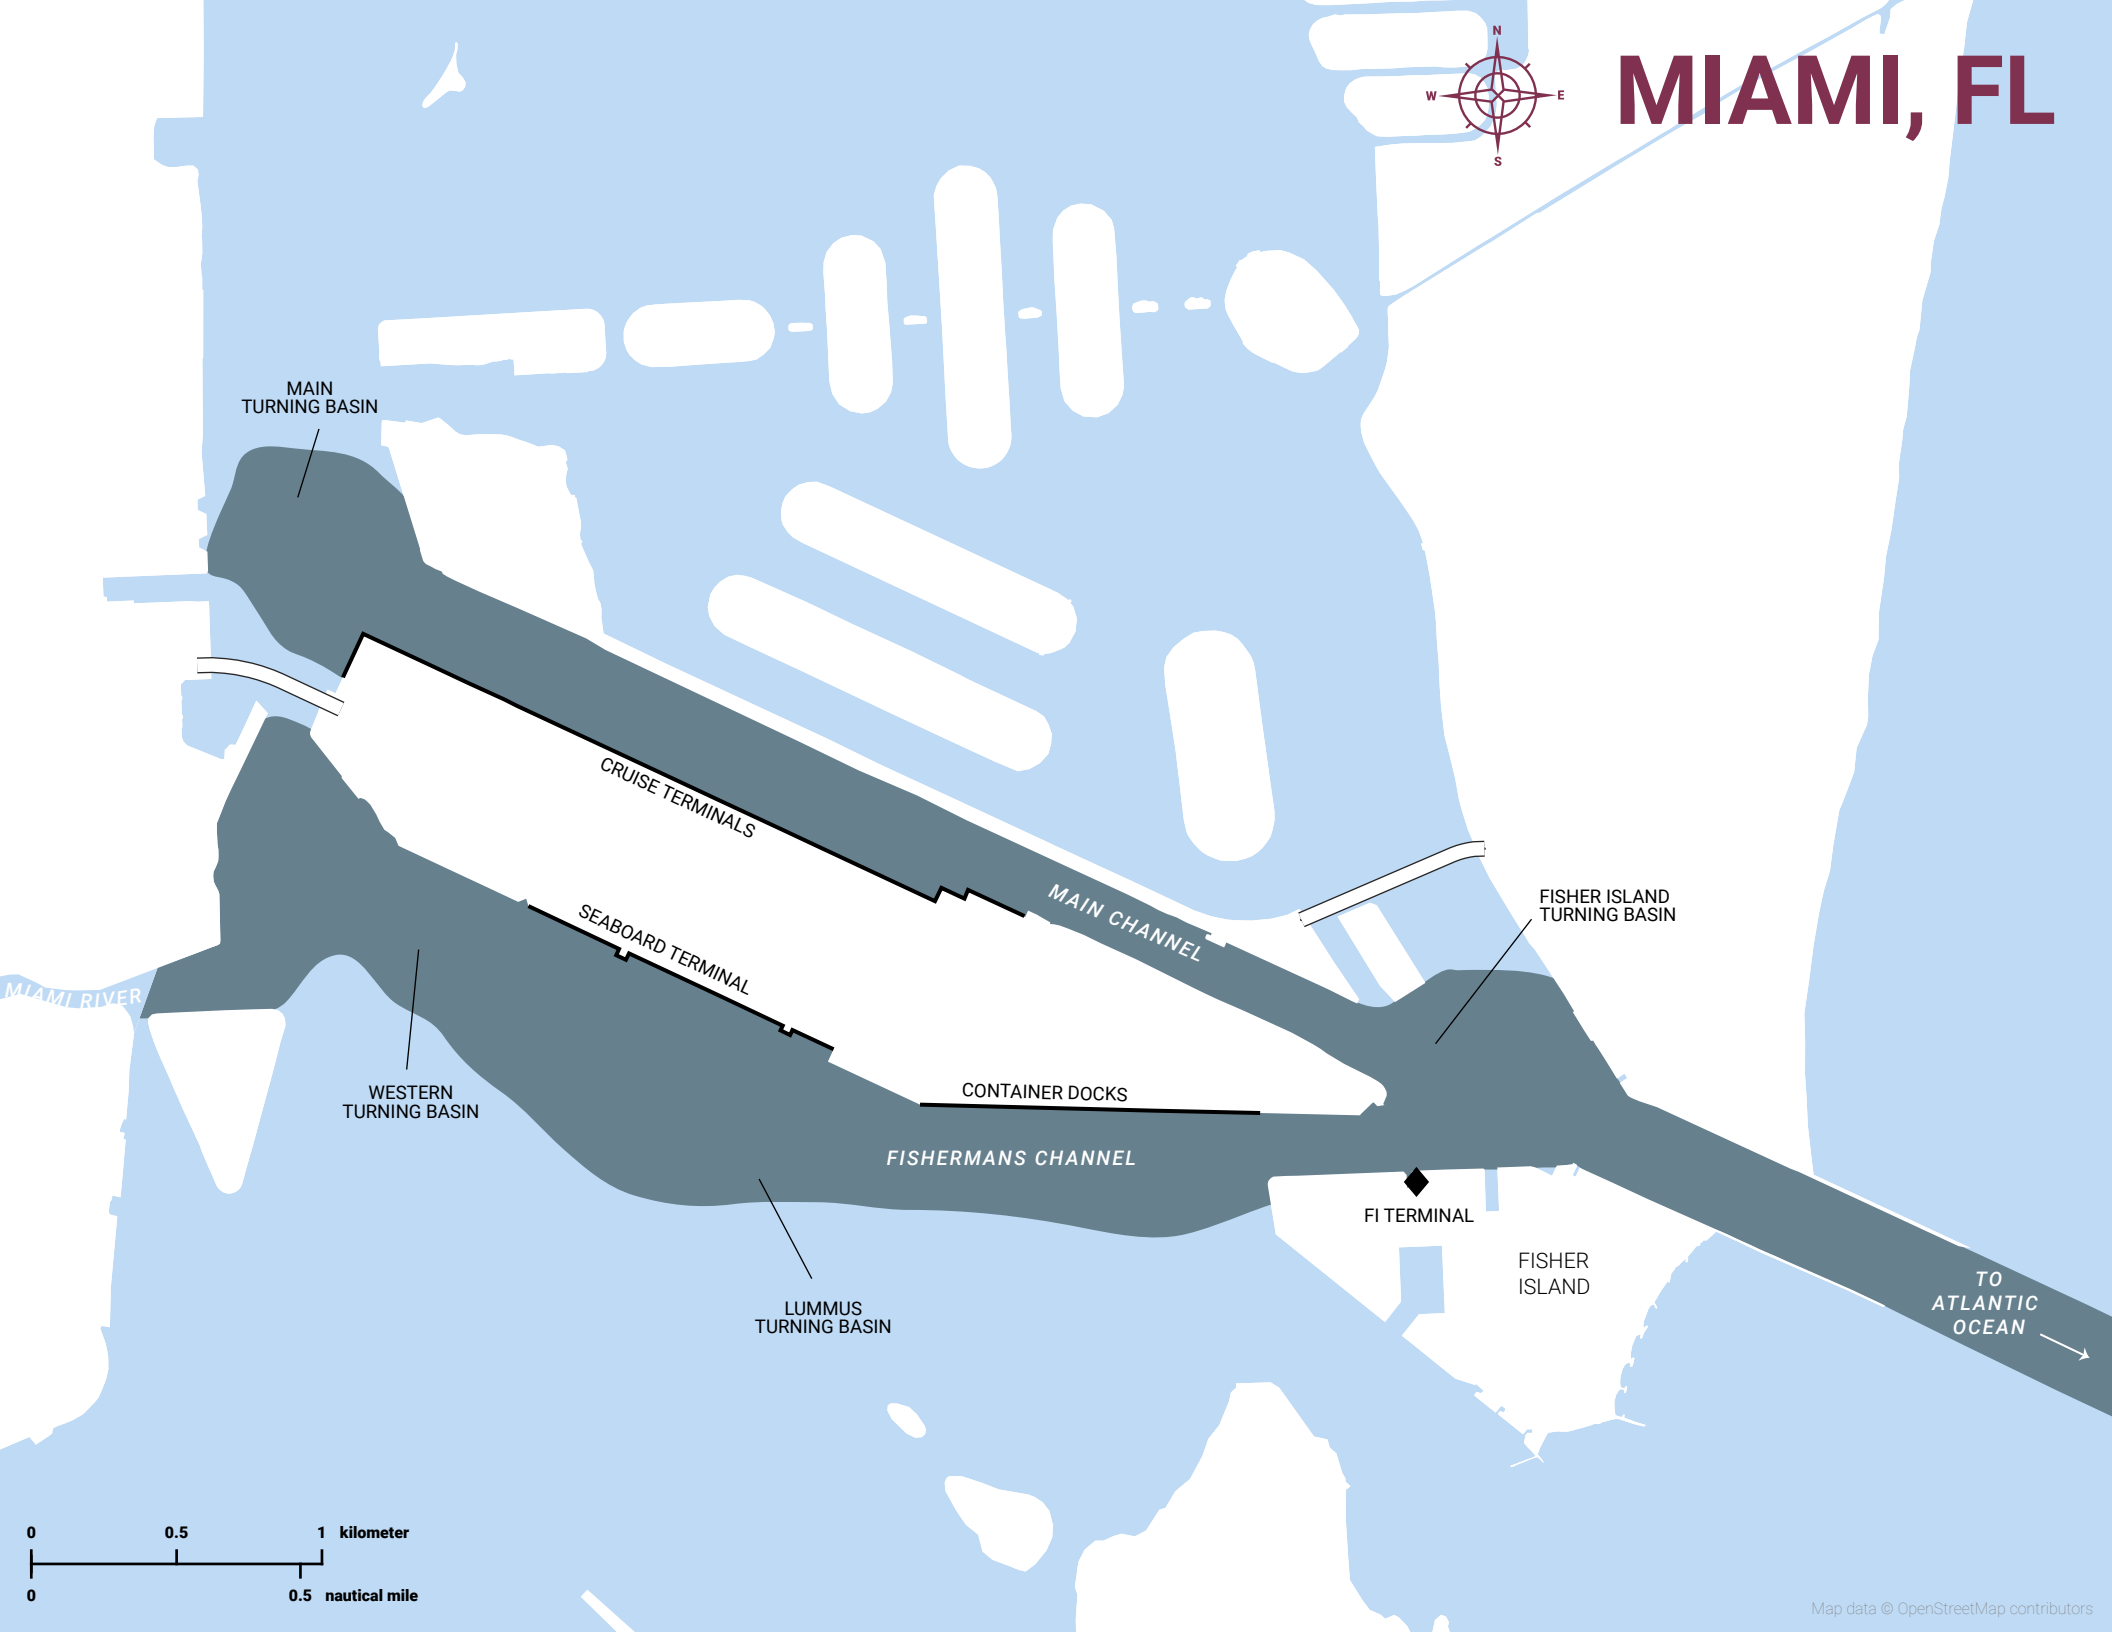 N
W
E
S
MIAMI, FL
MAIN
TURNING BASIN
CRUISE TERMINALS
MAIN CHANNEL
FISHER ISLAND
TURNING BASIN
SEABOARD TERMINAL
MIAMI RIVER
WESTERN
TURNING BASIN
CONTAINER DOCKS
FISHERMANS CHANNEL
FI TERMINAL
FISHER
ISLAND
TO
ATLANTIC
OCEAN
LUMMUS
TURNING BASIN
0 0.5 1 kilometer
0 0.5 nautical mile
Map data © OpenStreetMap contributors